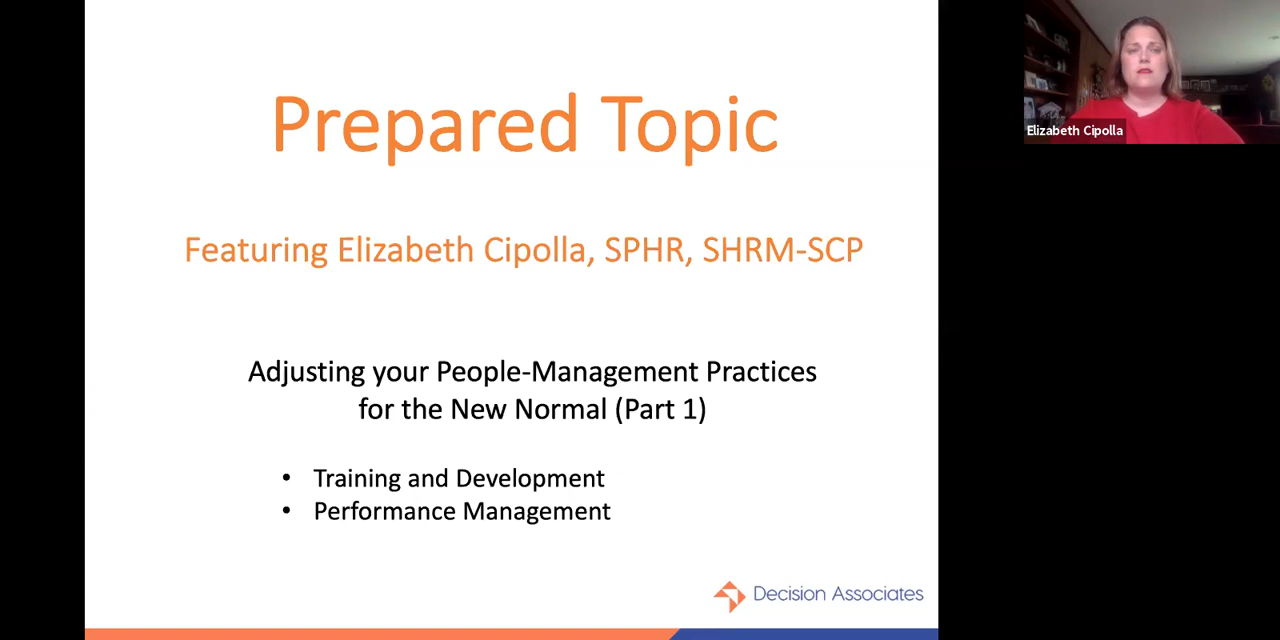 Prepared Topic
Featuring Elizabeth Cipolla, SPHR, SHRM-SCP
Adjusting your People-Management Practices
for the New Normal (Part 1)
• Training and Development
• Performance Management
Decision Associates
Elizabeth Cipolla